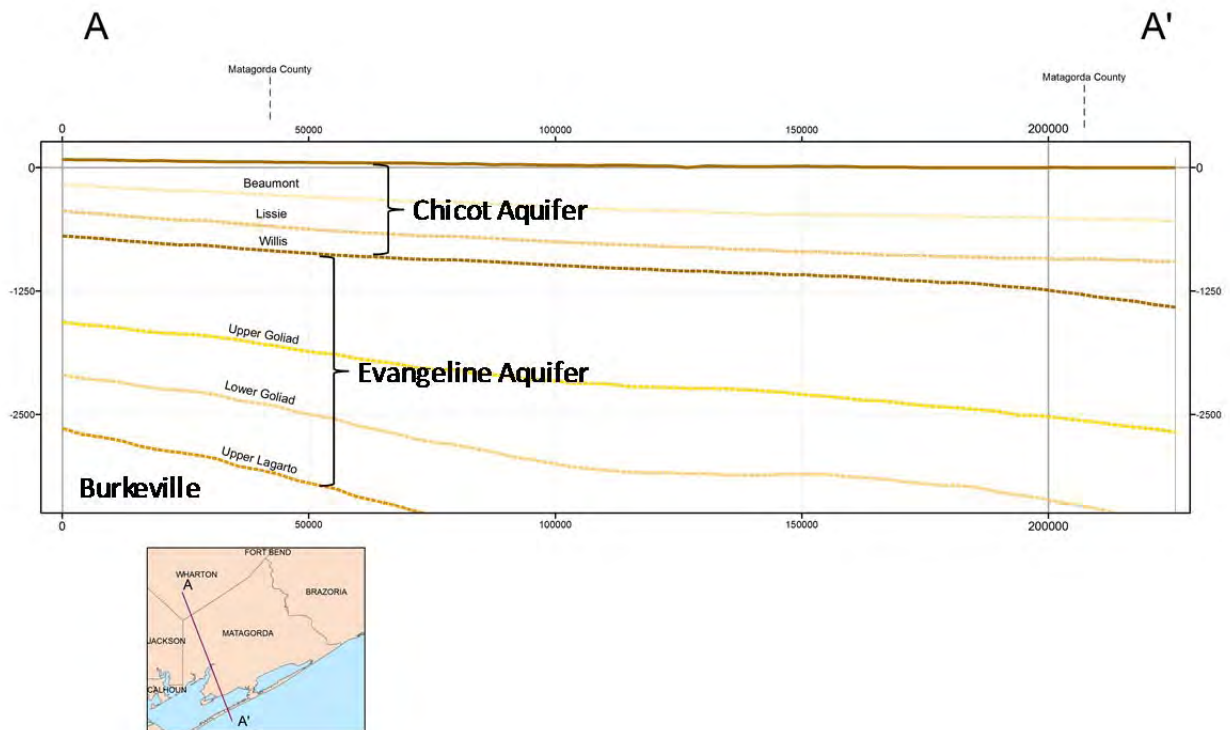 A A'
Matagorda County Matagorda County
0 50000 100000 150000 200000
0 0
Beaumont
Chicot Aquifer
Lissie
Willis
-1250 -1250
Upper Goliad
Evangeline Aquifer
Lower Goliad
-2500 -2500
Upper Lagarto
Burkeville
0 50000 100000 150000 200000
FORT BEND
WHARTON
A
BRAZORIA
MATAGORDA
JACKSON
CALHOUN
A'